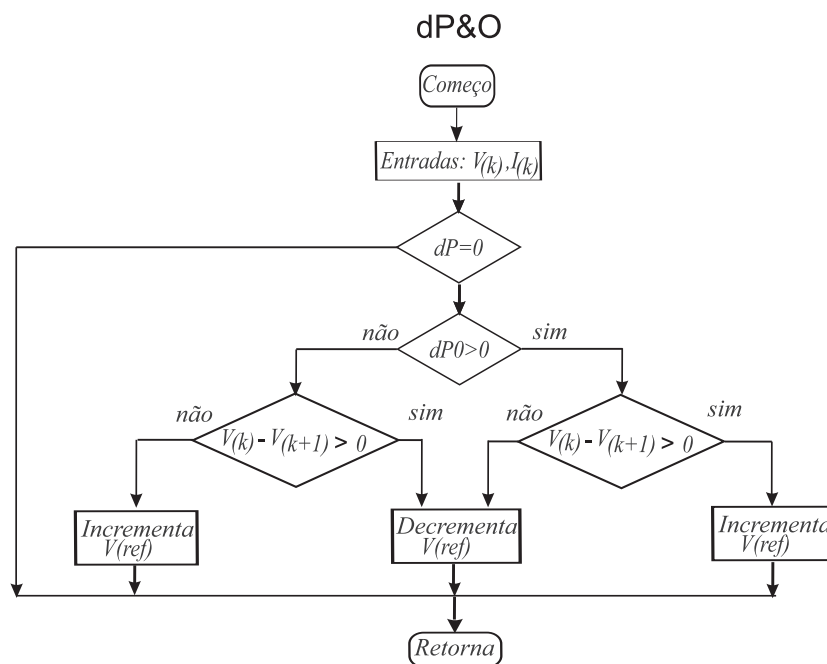 dP&O
Começo
Entradas: V(k),I(k)
dP=0
não
sim
dP0>0
não
sim
não
sim
V(k) - V(k+1) > 0
V(k) - V(k+1) > 0
Incrementa
V(ref)
Decrementa
V(ref)
Incrementa
V(ref)
Retorna